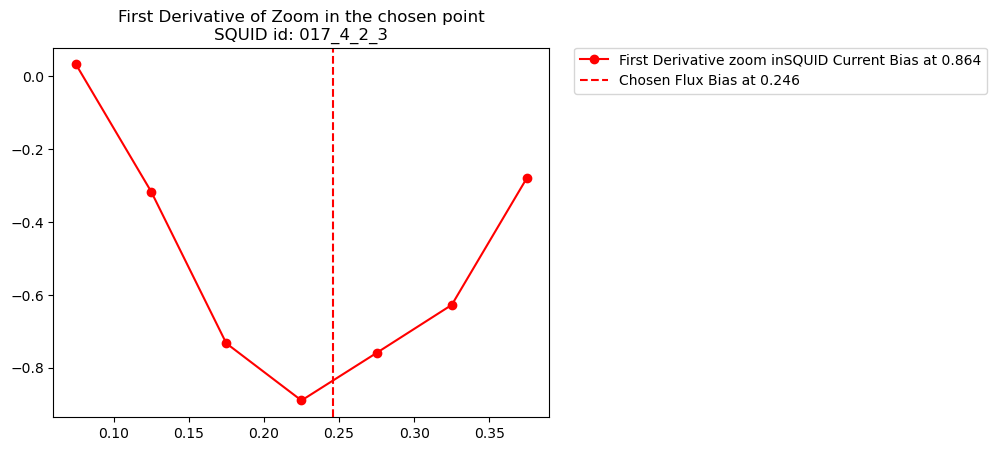 First Derivative of Zoom in the chosen point
SQUID id: 017_4_2_3
First Derivative zoom inSQUID Current Bias at 0.864
Chosen Flux Bias at 0.246
0.0
−0.2
−0.4
−0.6
−0.8
0.10 0.15 0.20 0.25 0.30 0.35